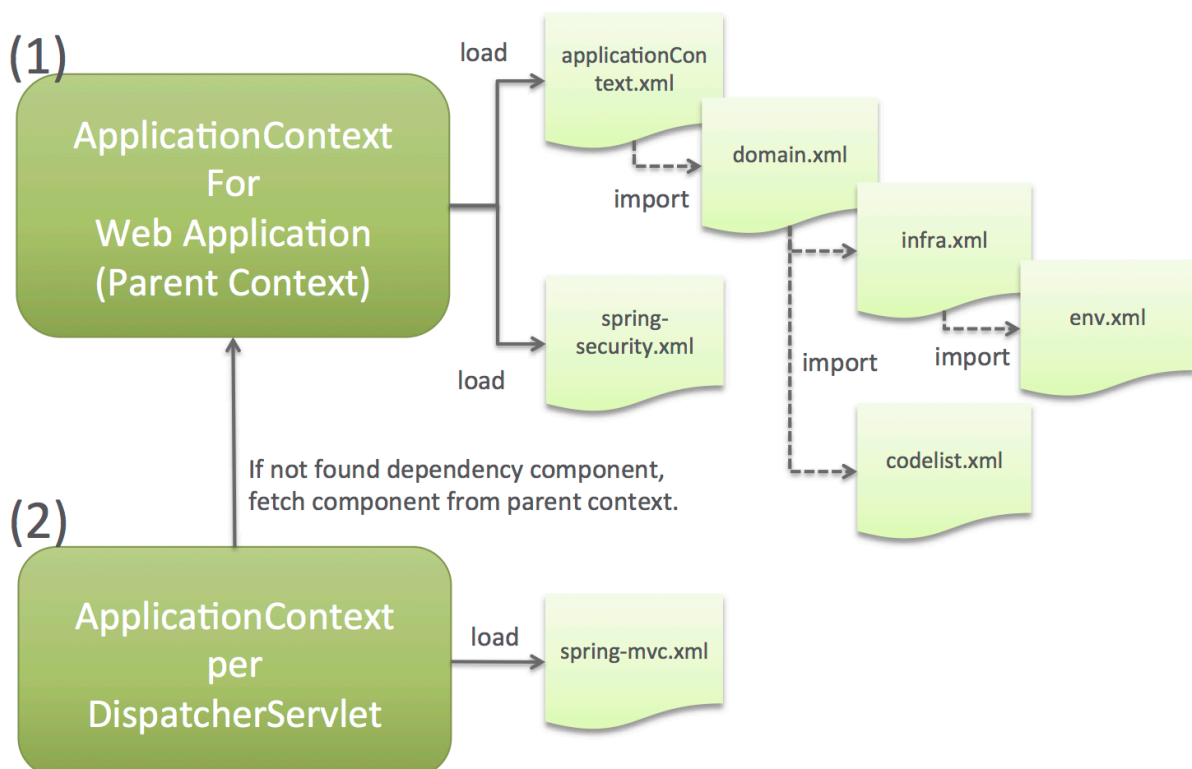 (1)
ApplicationContext
For
Web Application
(Parent Context)
load
applicationCon
text.xml
import
domain.xml
import
infra.xml
import
env.xml
codelist.xml
load
spring-
security.xml
If not found dependency component,
fetch component from parent context.
(2)
ApplicationContext
per
DispatcherServlet
load
spring-mvc.xml